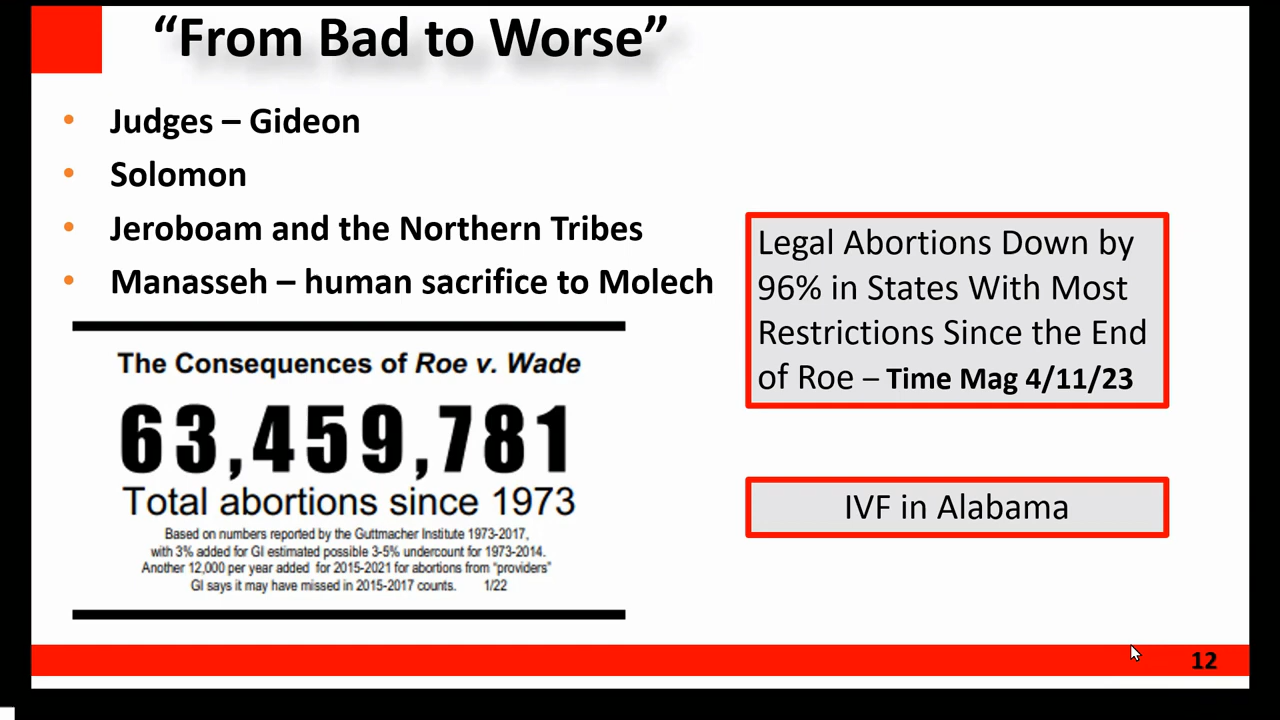 “From Bad to Worse”
• Judges – Gideon
• Solomon
• Jeroboam and the Northern Tribes
• Manasseh – human sacrifice to Molech
The Consequences of Roe v. Wade
63,459,781
Total abortions since 1973
Based on numbers reported by the Guttmacher Institute 1973-2017,
with 3% added for GI estimated possible 3-5% undercount for 1973-2014.
Another 12,000 per year added for 2015-2021 for abortions from “providers”
GI says it may have missed in 2015-2017 counts. 1/22
Legal Abortions Down by
96% in States With Most
Restrictions Since the End
of Roe – Time Mag 4/11/23
IVF in Alabama
12